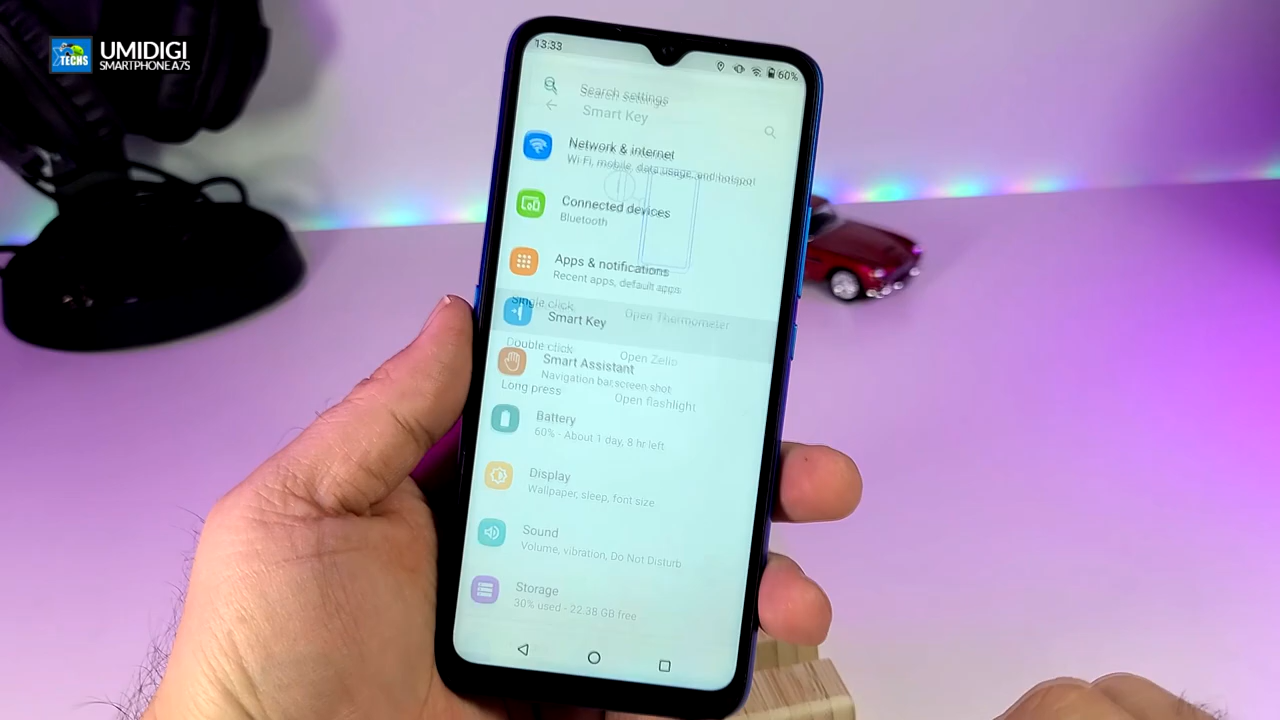 TECHS
UMIDIGI
SMARTPHONE A7S
13:33
60%
Search settings
Search settings
Smart Key
Network & internet
Wi-Fi, mobile, data usage, and hotspot
Connected devices
Bluetooth
Apps & notifications
Recent apps, default apps
Single click
Open Thermometer
Smart Key
Double click
Open Zello
Smart Assistant
Navigation bar, screen shot
Long press
Open flashlight
Battery
60% - About 1 day, 8 hr left
Display
Wallpaper, sleep, font size
Sound
Volume, vibration, Do Not Disturb
Storage
30% used - 22.38 GB free